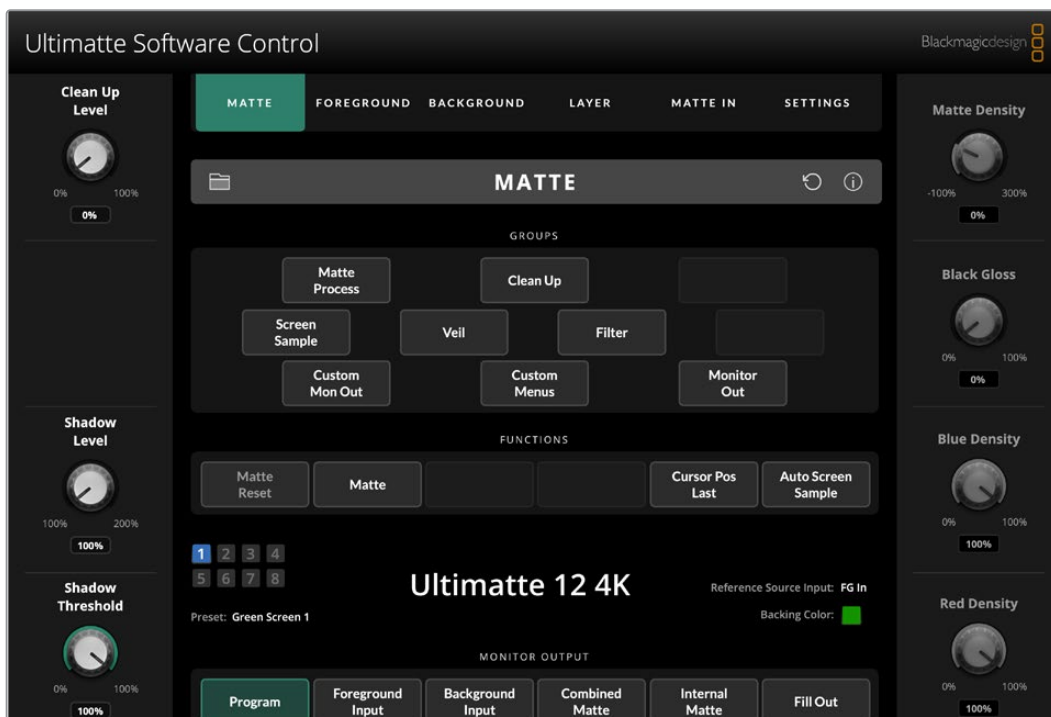 Ultimatte Software Control
Blackmagicdesign
Clean Up
Level
0% 100%
0%
Shadow
Level
100% 200%
100%
Shadow
Threshold
0% 100%
100%
MATTE FOREGROUND BACKGROUND LAYER MATTE IN SETTINGS
MATTE
GROUPS
Matte
Process
Clean Up
Screen
Sample
Veil
Filter
Custom
Mon Out
Custom
Menus
Monitor
Out
FUNCTIONS
Matte
Reset
Matte
Cursor Pos
Last
Auto Screen
Sample
1 2 3 4
5 6 7 8
Preset: Green Screen 1
Ultimatte 12 4K
Reference Source Input: FG In
Backing Color:
MONITOR OUTPUT
Program
Foreground
Input
Background
Input
Combined
Matte
Internal
Matte
Fill Out
Matte Density
-100% 300%
0%
Black Gloss
0% 100%
0%
Blue Density
0% 100%
100%
Red Density
0% 100%
100%